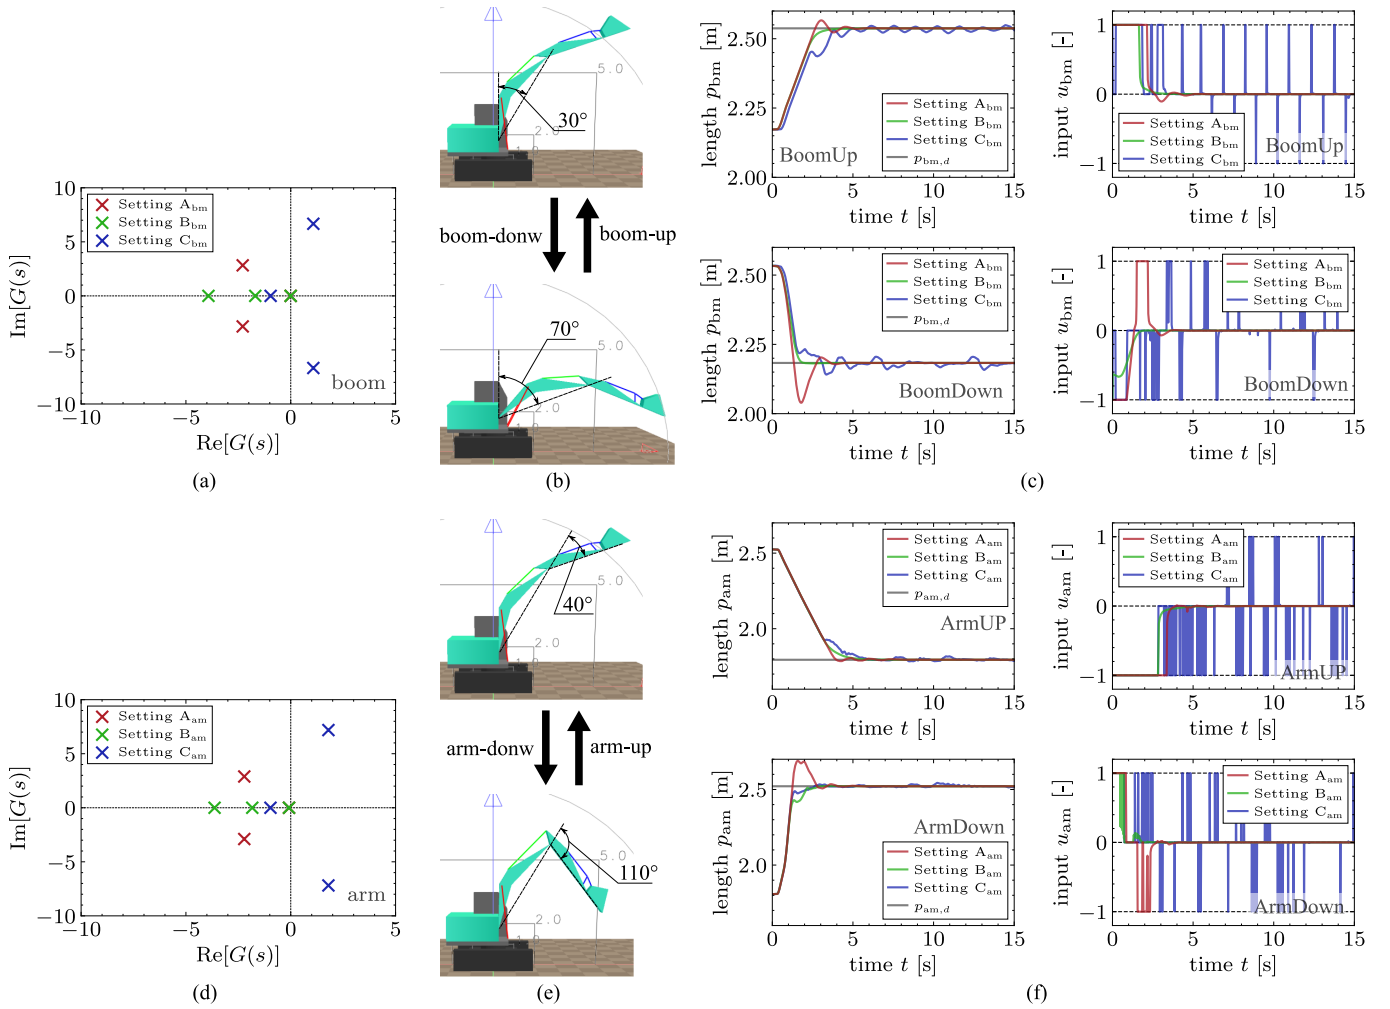 10
5
0
−5
−10
−10
−5
0
5
Im[G(s)]
Re[G(s)]
Setting A_bm
Setting B_bm
Setting C_bm
boom
(a)
5.0
2.0
30°
boom-donw
boom-up
70°
5.0
2.0
(b)
length p_bm [m]
2.50
2.25
2.00
0
5
10
15
time t [s]
Setting A_bm
Setting B_bm
Setting C_bm
p_bm,d
BoomUp
input u_bm [-]
1
0
−1
0
5
10
15
time t [s]
Setting A_bm
Setting B_bm
Setting C_bm
BoomUp
length p_bm [m]
2.50
2.25
2.00
0
5
10
15
time t [s]
Setting A_bm
Setting B_bm
Setting C_bm
p_bm,d
BoomDown
input u_bm [-]
1
0
−1
0
5
10
15
time t [s]
Setting A_bm
Setting B_bm
Setting C_bm
BoomDown
(c)
10
5
0
−5
−10
−10
−5
0
5
Im[G(s)]
Re[G(s)]
Setting A_am
Setting B_am
Setting C_am
arm
(d)
5.0
2.0
40°
arm-donw
arm-up
5.0
110°
2.0
(e)
length p_am [m]
2.5
2.0
0
5
10
15
time t [s]
Setting A_am
Setting B_am
Setting C_am
p_am,d
ArmUP
input u_am [-]
1
0
−1
0
5
10
15
time t [s]
Setting A_am
Setting B_am
Setting C_am
ArmUP
length p_am [m]
2.5
2.0
0
5
10
15
time t [s]
ArmDown
Setting A_am
Setting B_am
Setting C_am
p_am,d
input u_am [-]
1
0
−1
0
5
10
15
time t [s]
Setting A_am
Setting B_am
Setting C_am
ArmDown
(f)